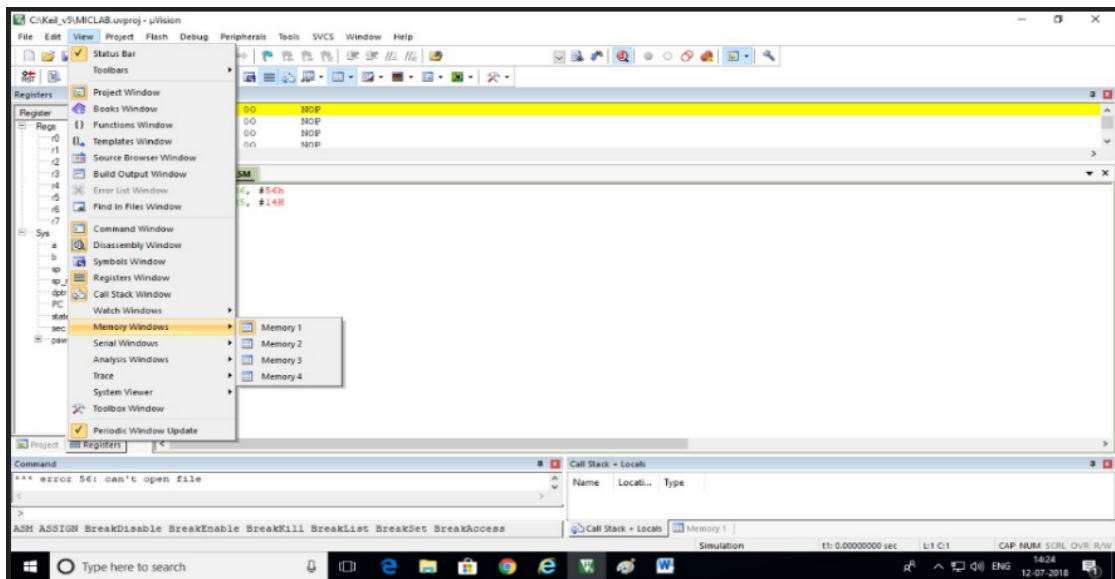 C:\Keil_v5\MICLAB.uvproj - µVision
File Edit View Project Flash Debug Peripherals Tools SVCS Window Help
Status Bar
Toolbars
Project Window
Books Window
Functions Window
Templates Window
Source Browser Window
Build Output Window
Error List Window
Find In Files Window
Command Window
Disassembly Window
Symbols Window
Registers Window
Call Stack Window
Watch Windows
Memory Windows
Serial Windows
Analysis Windows
Trace
System Viewer
Toolbox Window
Periodic Window Update
Memory 1
Memory 2
Memory 3
Memory 4
Registers
Register
Regs
r0
r1
r2
r3
r4
r5
r6
r7
Sys
a
b
sp
dptr
PC
sec
00 NOP
00 NOP
00 NOP
00 NOP
SM
#56h
#14H
Project Registers
Command
*** error 56: can't open file
>
ASM ASSIGN BreakDisable BreakEnable BreakKill BreakList BreakSet BreakAccess
Call Stack + Locals
Name Locati... Type
Call Stack + Locals Memory 1
Simulation t1: 0.00000000 sec L:1 C:1 CAP NUM SCRL OVR R/W
Type here to search
ENG
14:24
12-07-2018